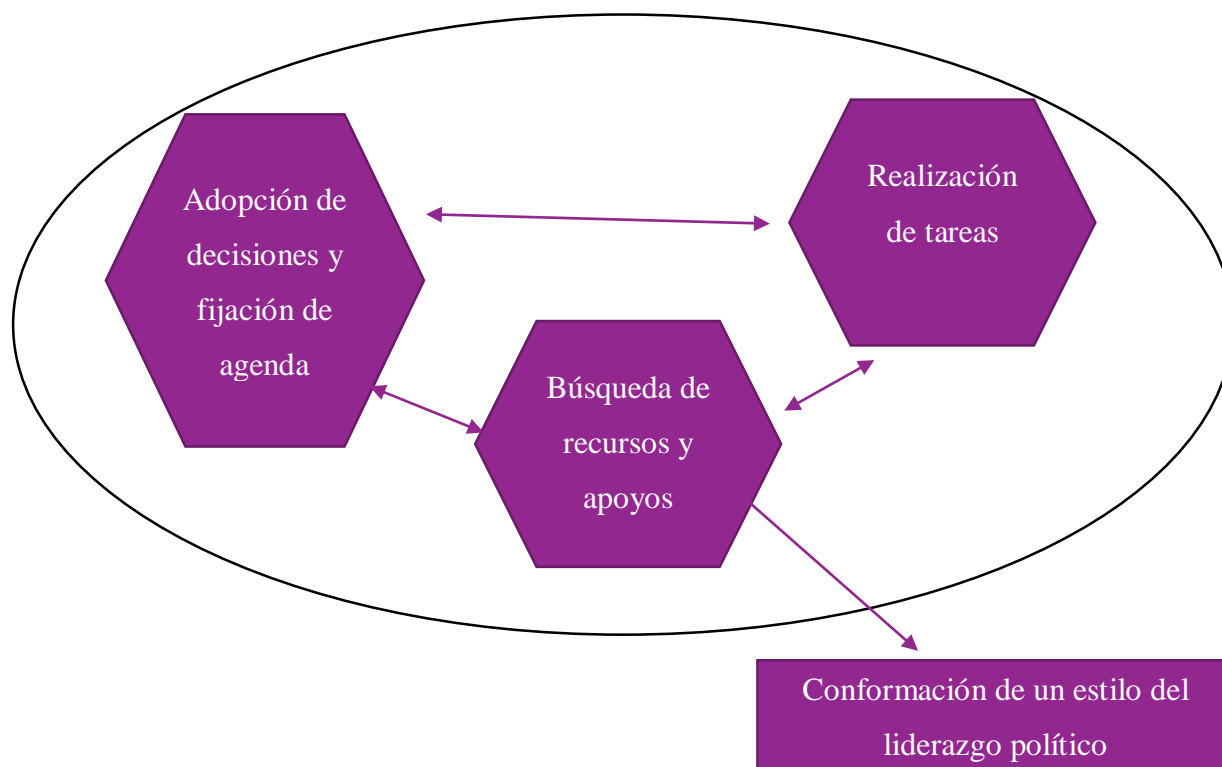 Adopción de
decisiones y
fijación de
agenda
Realización
de tareas
Búsqueda de
recursos y
apoyos
Conformación de un estilo del
liderazgo político